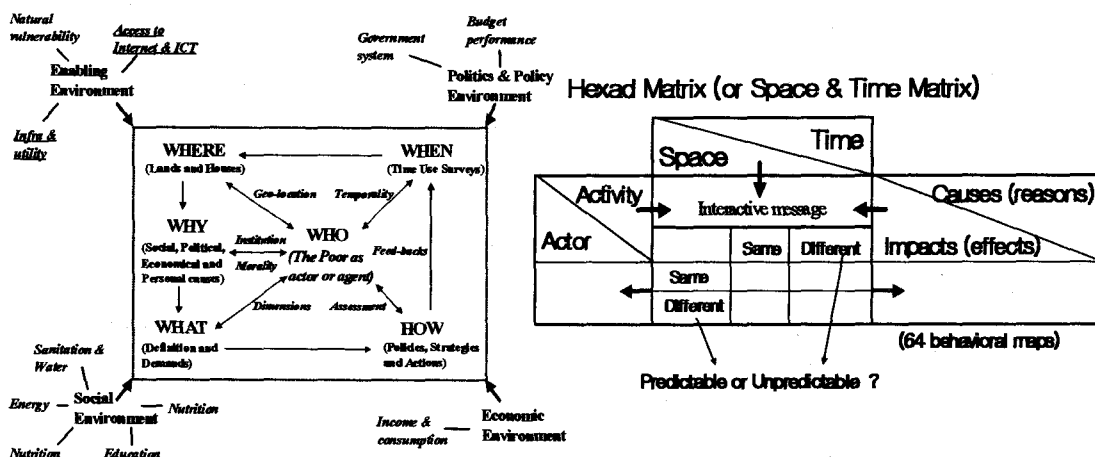 Natural
vulnerability
Access to
Internet & ICT
Enabling
Environment
Infra &
utility
Government
system
Budget
performance
Politics & Policy
Environment
WHERE
(Lands and Houses)
WHEN
(Time Use Surveys)
Geo-location
Temporality
WHY
(Social, Political,
Economical and
Personal causes)
Institution
Morality
WHO
(The Poor as
actor or agent)
Feed-backs
Dimensions
Assessment
WHAT
(Definition and
Demands)
HOW
(Policies, Strategies
and Actions)
Sanitation &
Water
Energy
Social
Environment
Nutrition
Nutrition
Education
Income &
consumption
Economic
Environment
Hexad Matrix (or Space & Time Matrix)
Time
Space
Activity
Actor
Interactive message
Causes (reasons)
Impacts (effects)
Same
Different
Same
Different
(64 behavioral maps)
Predictable or Unpredictable ?